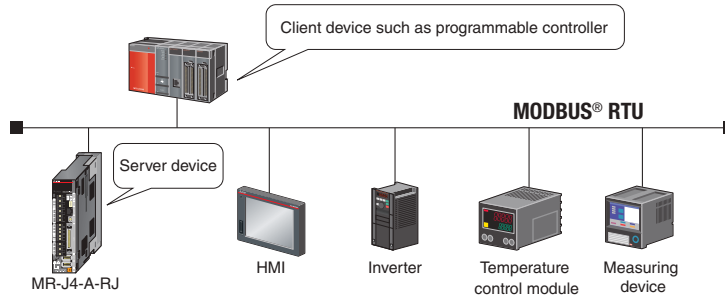 Client device such as programmable controller
MODBUS® RTU
Server device
MR-J4-A-RJ
HMI
Inverter
Temperature
control module
Measuring
device